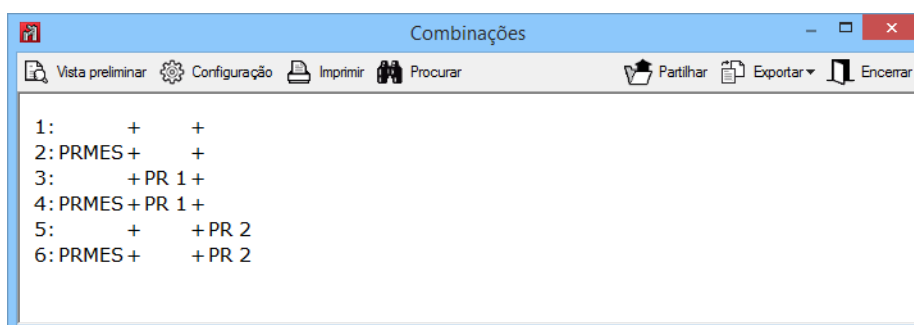 Combinações
Vista preliminar Configuração Imprimir Procurar Partilhar Exportar Encerrar
1: + +
2: PRMES + +
3: + PR 1 +
4: PRMES + PR 1 +
5: + + PR 2
6: PRMES + + PR 2